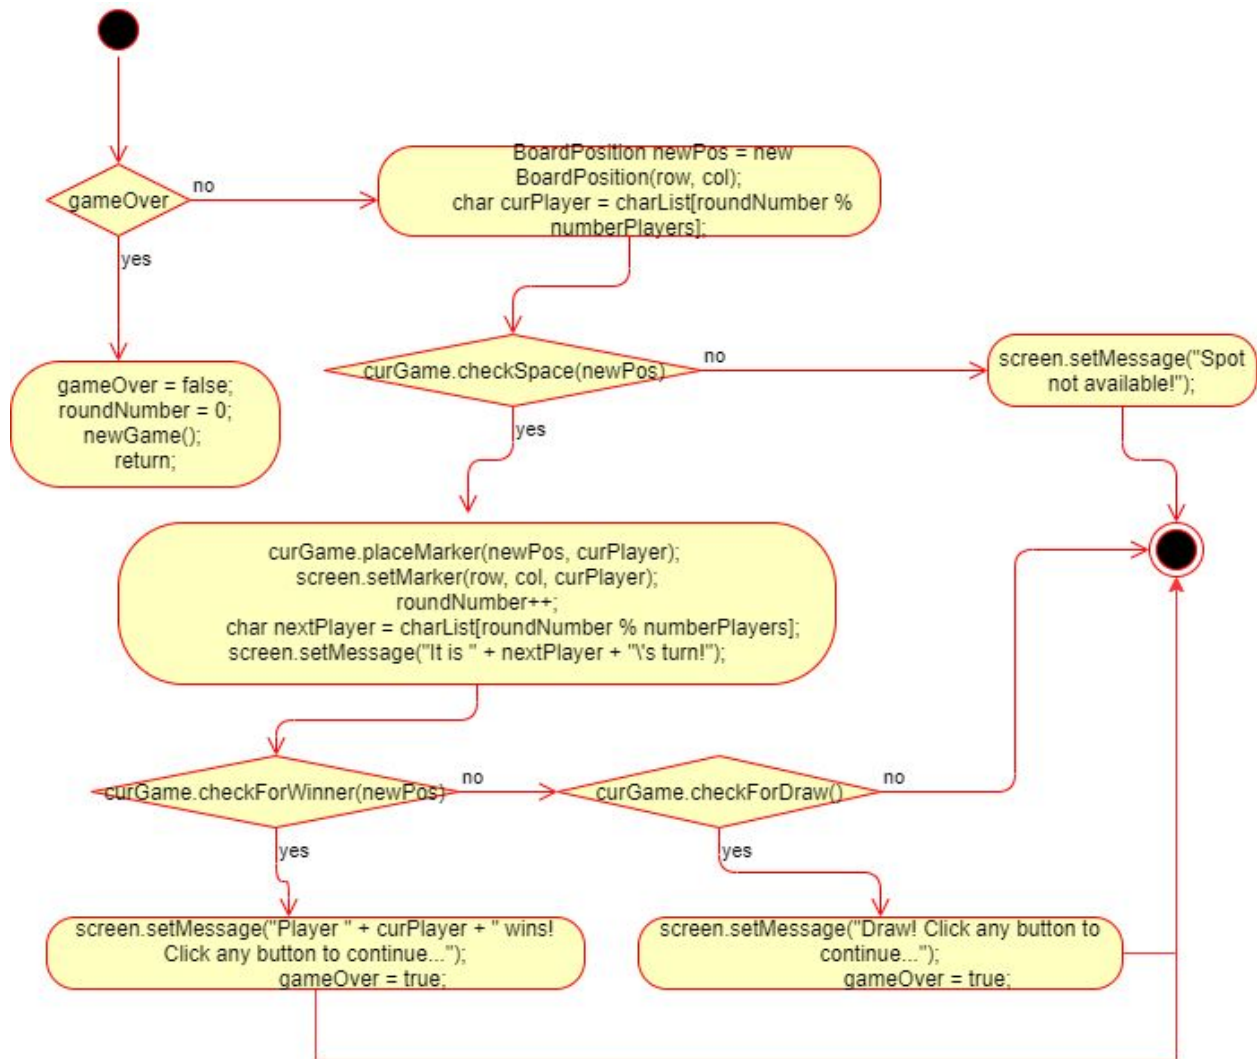 gameOver
no
BoardPosition newPos = new
BoardPosition(row, col);
char curPlayer = charList[roundNumber %
numberPlayers];
yes
gameOver = false;
roundNumber = 0;
newGame();
return;
curGame.checkSpace(newPos)
no
screen.setMessage("Spot
not available!");
yes
curGame.placeMarker(newPos, curPlayer);
screen.setMarker(row, col, curPlayer);
roundNumber++;
char nextPlayer = charList[roundNumber % numberPlayers];
screen.setMessage("It is " + nextPlayer + "\'s turn!");
curGame.checkForWinner(newPos)
no
curGame.checkForDraw()
no
yes
yes
screen.setMessage("Player " + curPlayer + " wins!
Click any button to continue...");
gameOver = true;
screen.setMessage("Draw! Click any button to
continue...");
gameOver = true;